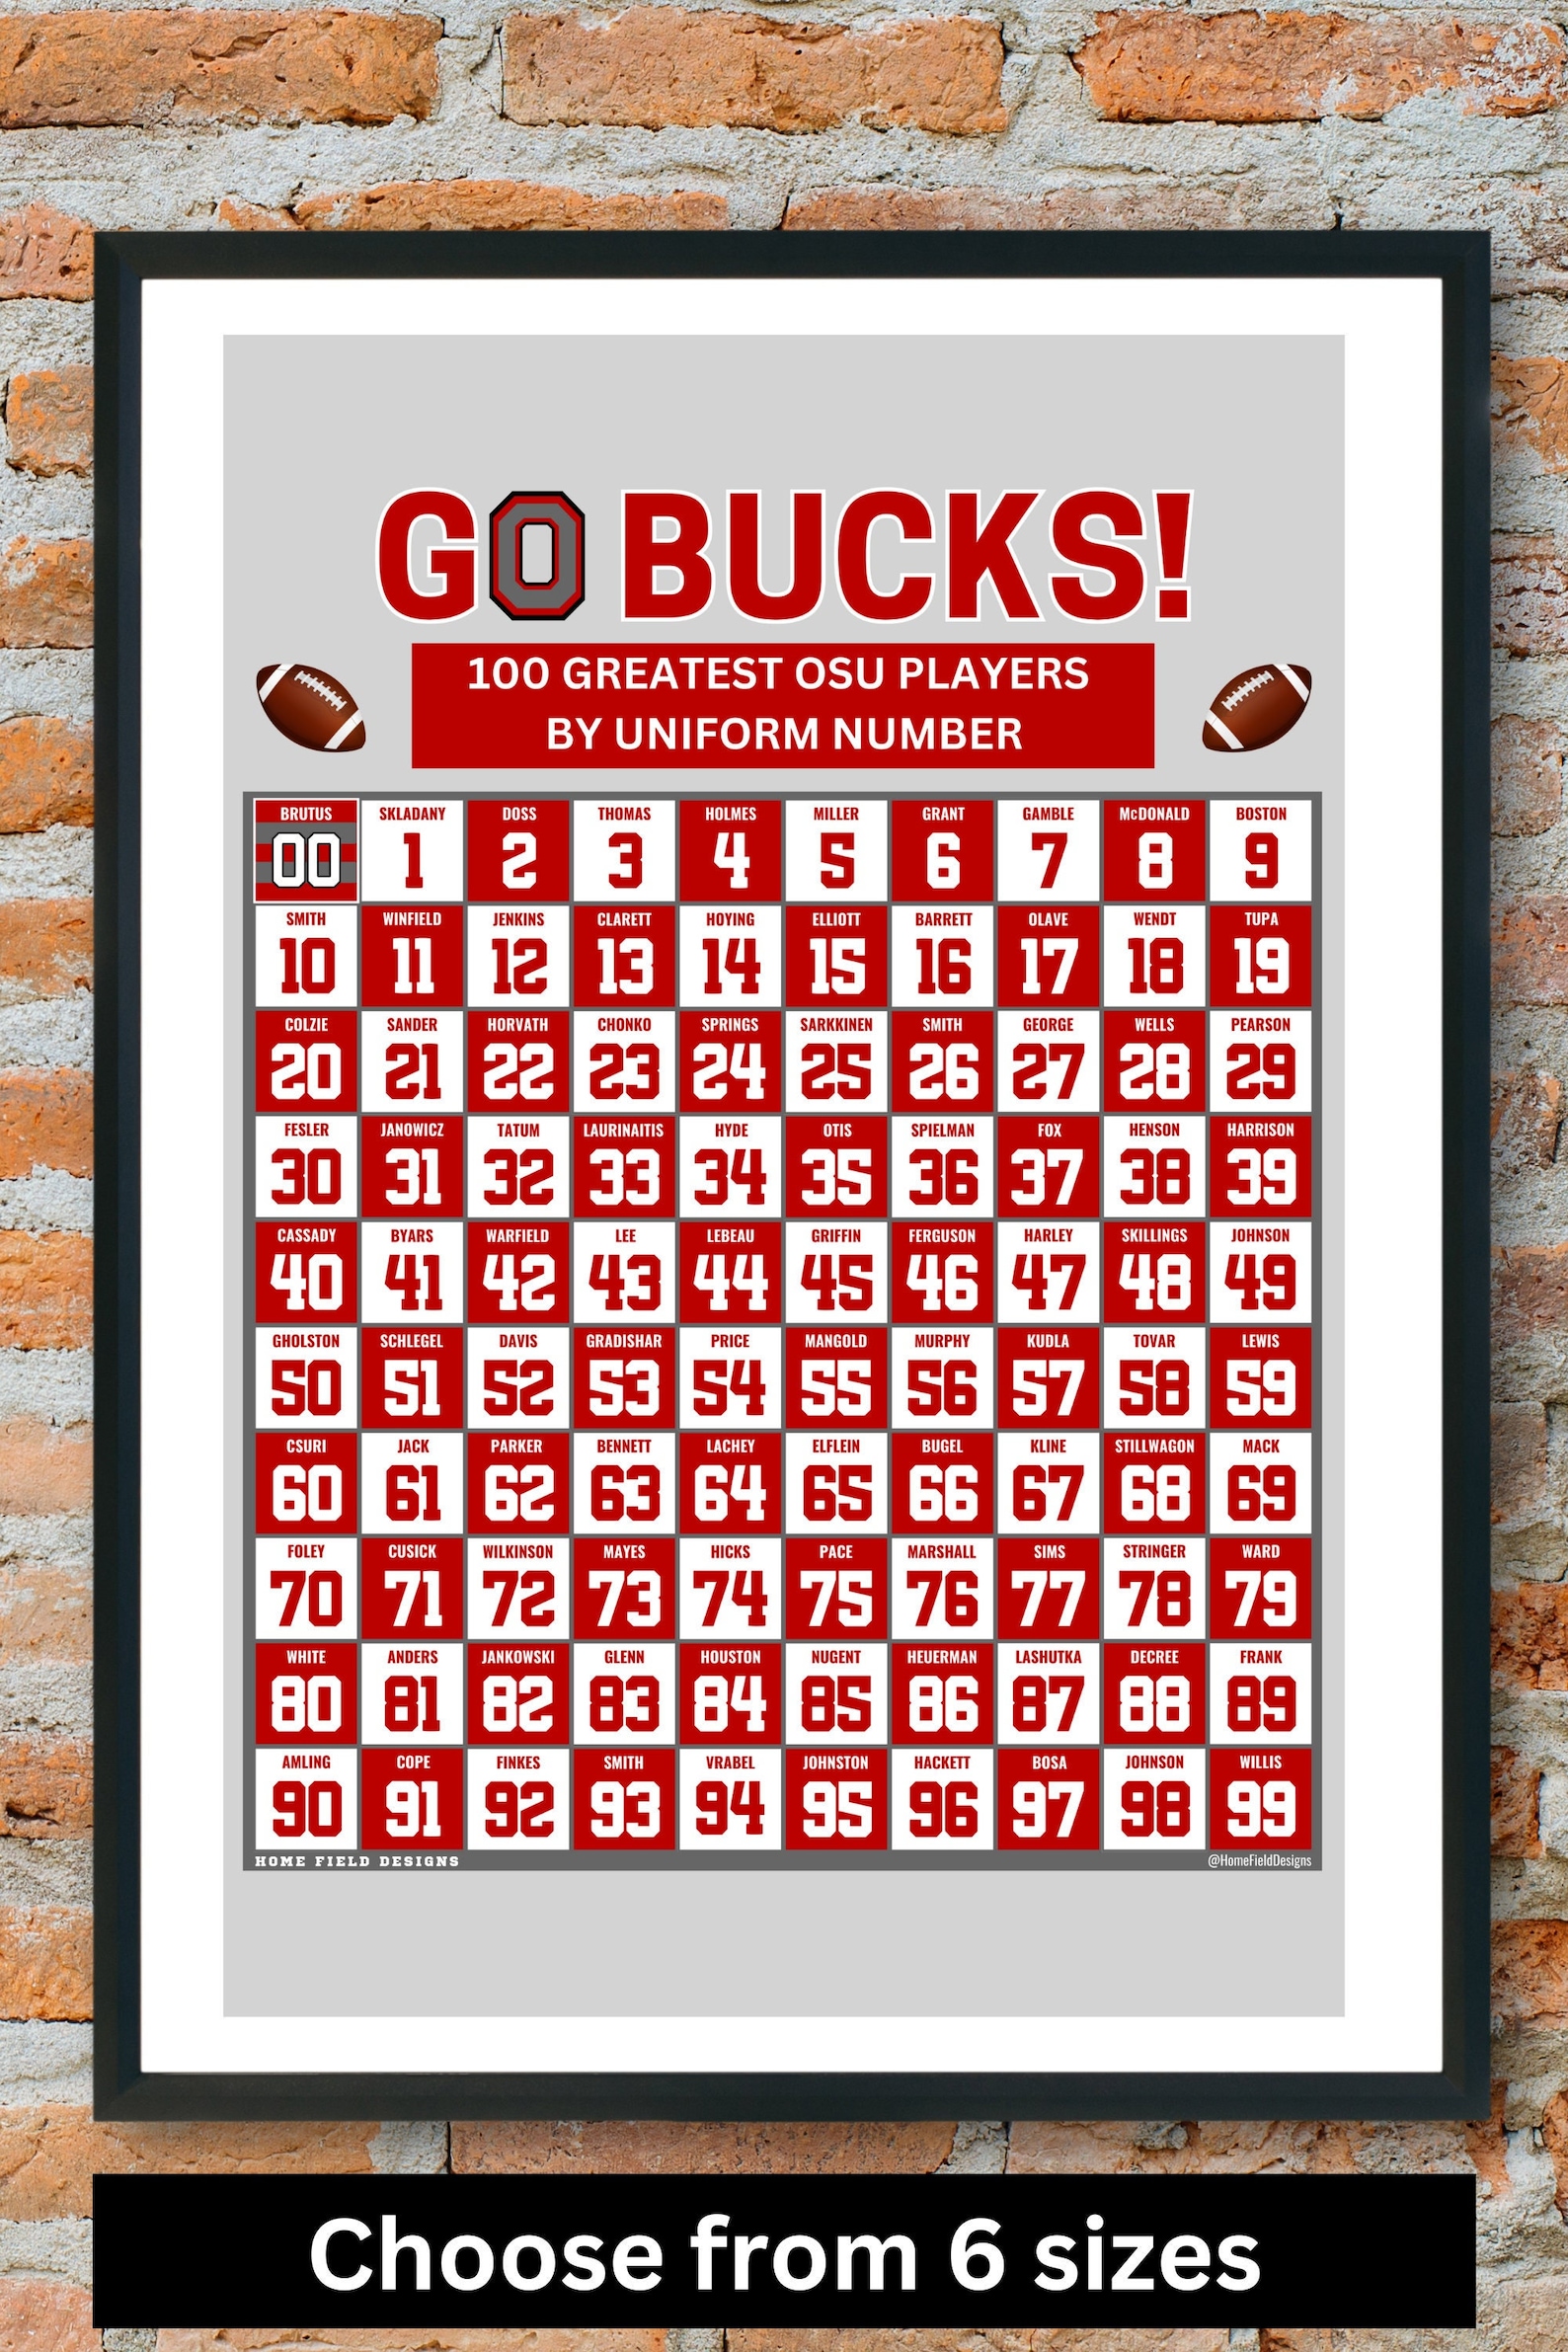 GO BUCKS!
100 GREATEST OSU PLAYERS
BY UNIFORM NUMBER
BRUTUS SKLADANY DOSS THOMAS HOLMES MILLER GRANT GAMBLE McDONALD BOSTON
00 1 2 3 4 5 6 7 8 9
SMITH WINFIELD JENKINS CLARETT HOYING ELLIOTT BARRETT OLAVE WENDT TUPA
10 11 12 13 14 15 16 17 18 19
COLZIE SANDER HORVATH CHONKO SPRINGS SARKKINEN SMITH GEORGE WELLS PEARSON
20 21 22 23 24 25 26 27 28 29
FESLER JANOWICZ TATUM LAURINAITIS HYDE OTIS SPIELMAN FOX HENSON HARRISON
30 31 32 33 34 35 36 37 38 39
CASSADY BYARS WARFIELD LEE LEBEAU GRIFFIN FERGUSON HARLEY SKILLINGS JOHNSON
40 41 42 43 44 45 46 47 48 49
GHOLSTON SCHLEGEL DAVIS GRADISHAR PRICE MANGOLD MURPHY KUDLA TOVAR LEWIS
50 51 52 53 54 55 56 57 58 59
CSURI JACK PARKER BENNETT LACHEY ELFLEIN BUGEL KLINE STILLWAGON MACK
60 61 62 63 64 65 66 67 68 69
FOLEY CUSICK WILKINSON MAYES HICKS PACE MARSHALL SIMS STRINGER WARD
70 71 72 73 74 75 76 77 78 79
WHITE ANDERS JANKOWSKI GLENN HOUSTON NUGENT HEUERMAN LASHUTKA DECREE FRANK
80 81 82 83 84 85 86 87 88 89
AMLING COPE FINKES SMITH VRABEL JOHNSTON HACKETT BOSA JOHNSON WILLIS
90 91 92 93 94 95 96 97 98 99
HOME FIELD DESIGNS @HomeFieldDesigns
Choose from 6 sizes